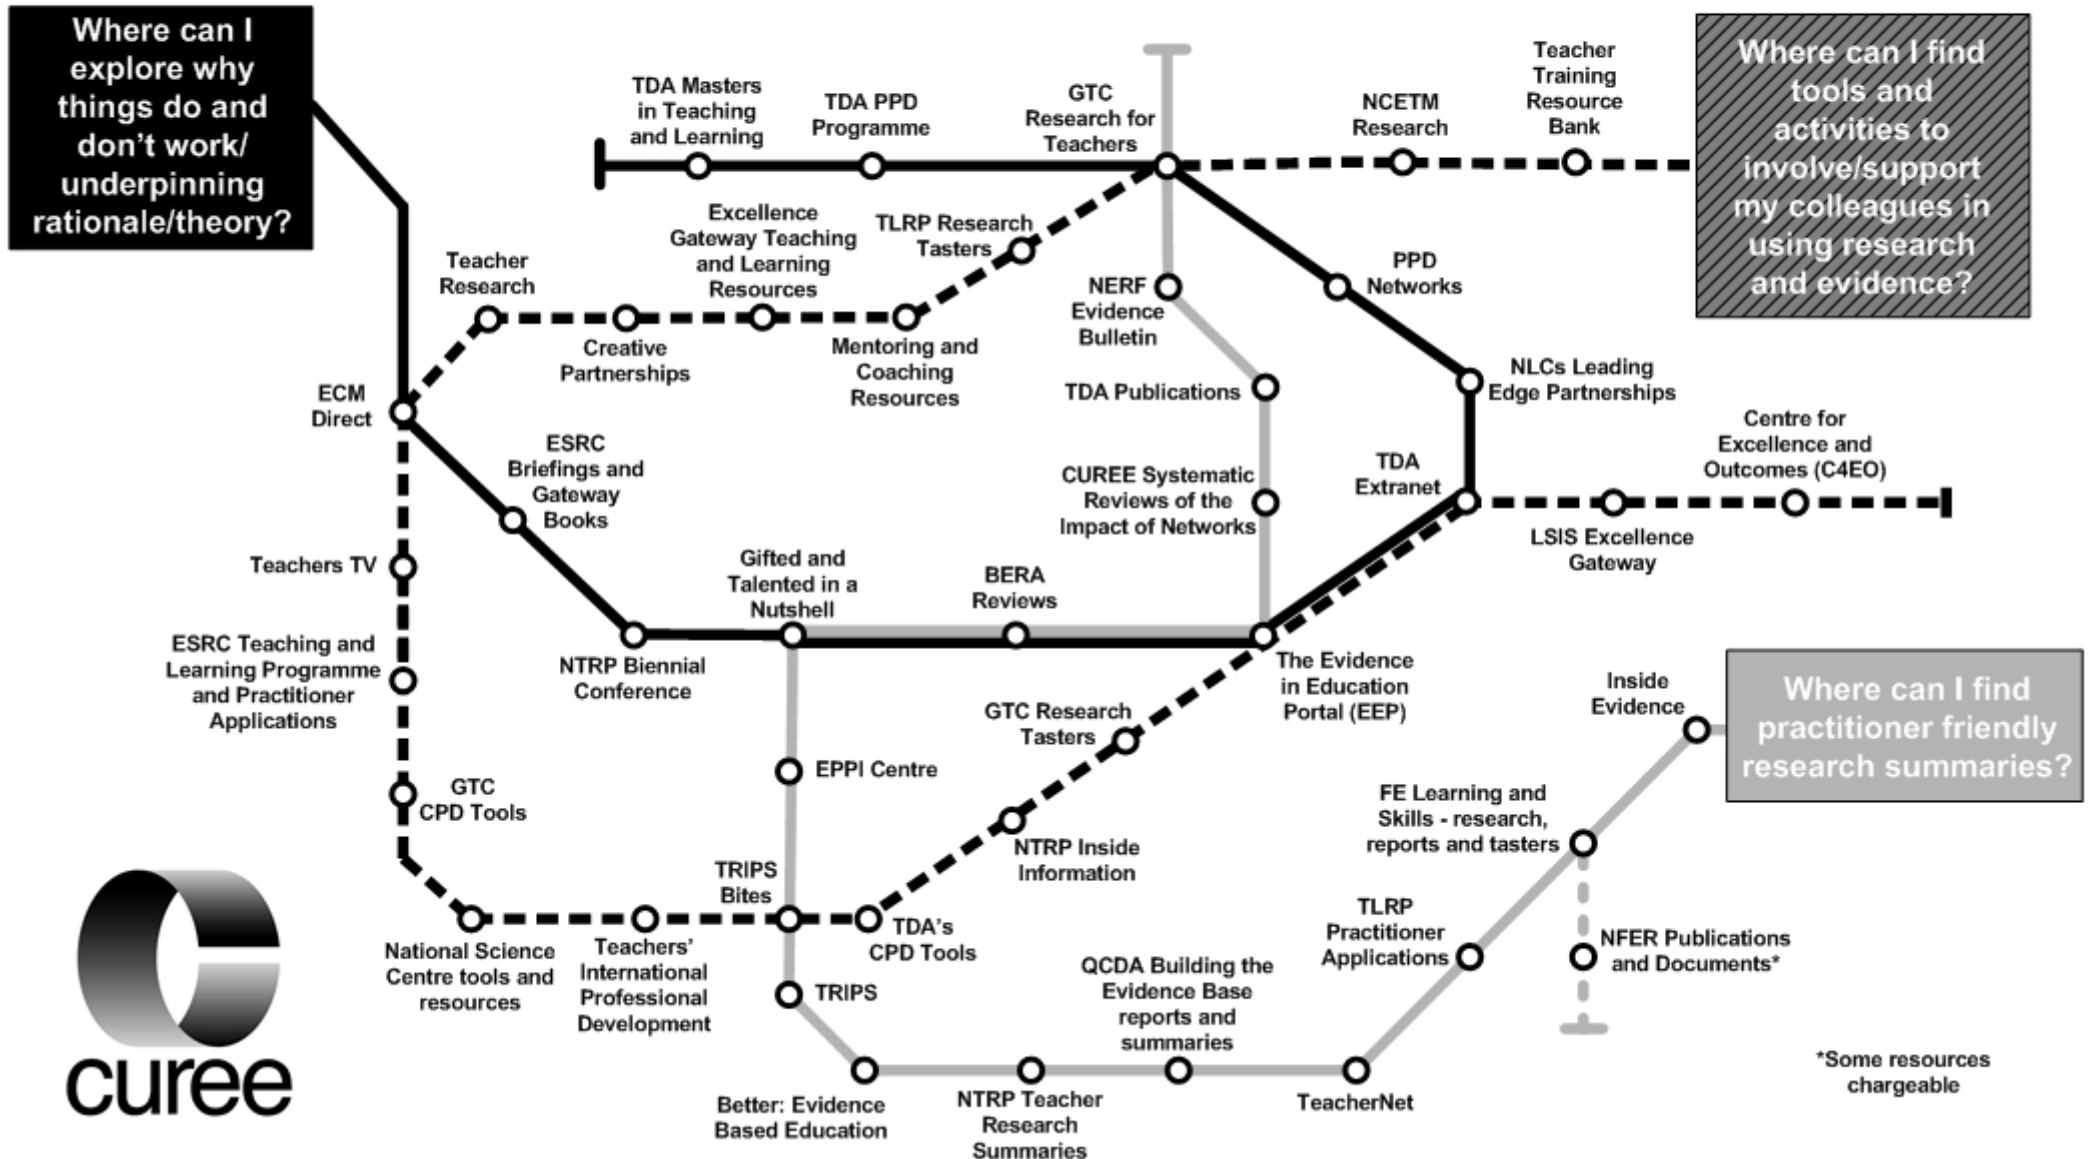 Where can I
explore why
things do and
don't work/
underpinning
rationale/theory?
TDA Masters
in Teaching
and Learning
TDA PPD
Programme
GTC
Research for
Teachers
NCETM
Research
Teacher
Training
Resource
Bank
Where can I find
tools and
activities to
involve/support
my colleagues in
using research
and evidence?
Teacher
Research
Creative
Partnerships
Excellence
Gateway Teaching
and Learning
Resources
Mentoring and
Coaching
Resources
TLRP Research
Tasters
NERF
Evidence
Bulletin
PPD
Networks
TDA Publications
NLCs Leading
Edge Partnerships
ECM
Direct
ESRC
Briefings and
Gateway
Books
CUREE Systematic
Reviews of the
Impact of Networks
TDA
Extranet
LSIS Excellence
Gateway
Centre for
Excellence and
Outcomes (C4EO)
Teachers TV
ESRC Teaching and
Learning Programme
and Practitioner
Applications
GTC
CPD Tools
NTRP Biennial
Conference
Gifted and
Talented in a
Nutshell
BERA
Reviews
The Evidence
in Education
Portal (EEP)
GTC Research
Tasters
NTRP Inside
Information
EPPI Centre
TRIPS
Bites
TDA's
CPD Tools
National Science
Centre tools and
resources
Teachers'
International
Professional
Development
TRIPS
Better: Evidence
Based Education
NTRP Teacher
Research
Summaries
QCDA Building the
Evidence Base
reports and
summaries
TeacherNet
TLRP
Practitioner
Applications
FE Learning and
Skills - research,
reports and tasters
NFER Publications
and Documents*
Inside
Evidence
Where can I find
practitioner friendly
research summaries?
*Some resources
chargeable
curee